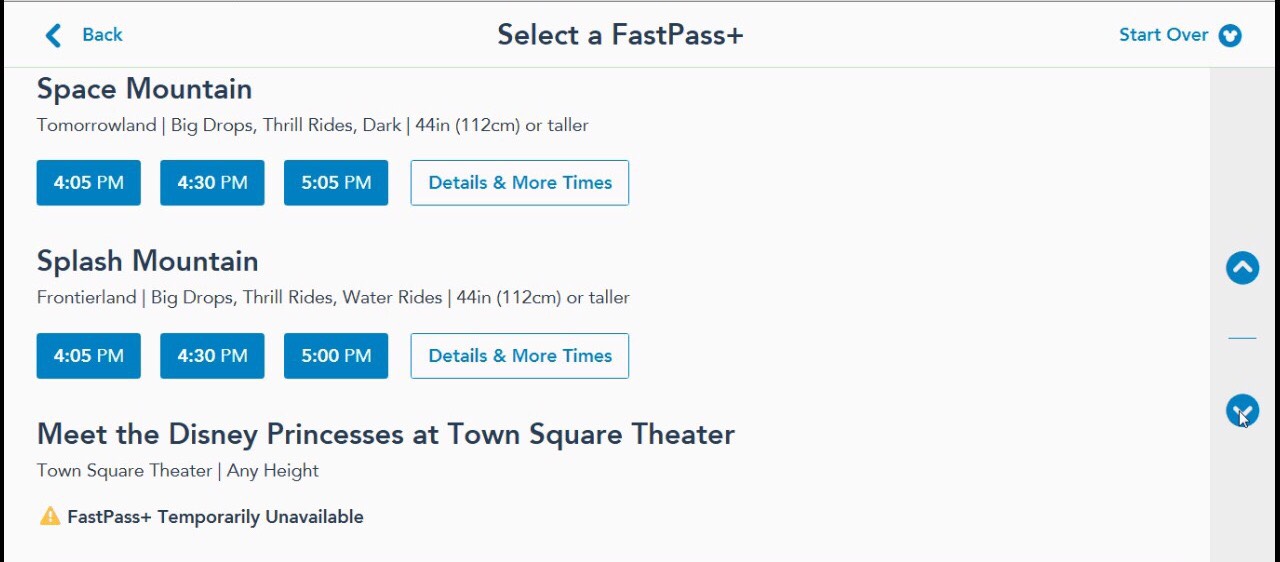 Back
Select a FastPass+
Start Over
Space Mountain
Tomorrowland | Big Drops, Thrill Rides, Dark | 44in (112cm) or taller
4:05 PM 4:30 PM 5:05 PM Details & More Times
Splash Mountain
Frontierland | Big Drops, Thrill Rides, Water Rides | 44in (112cm) or taller
4:05 PM 4:30 PM 5:00 PM Details & More Times
Meet the Disney Princesses at Town Square Theater
Town Square Theater | Any Height
FastPass+ Temporarily Unavailable